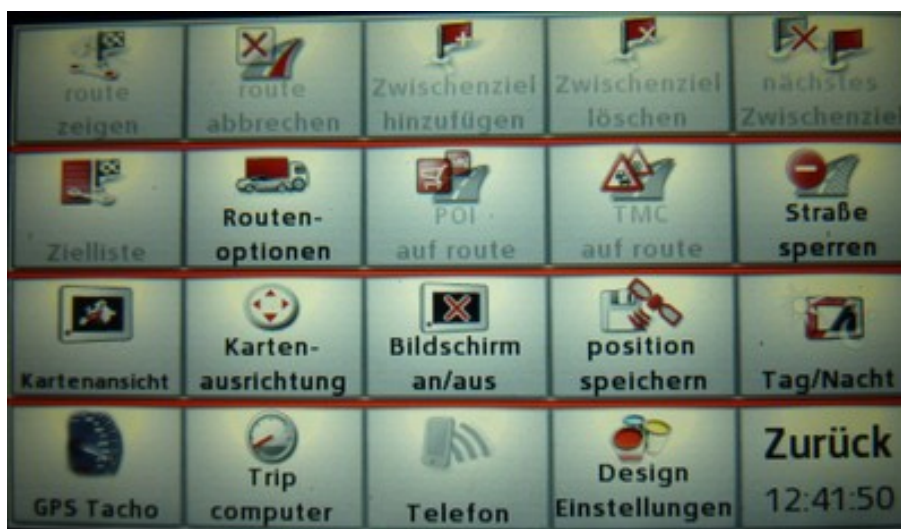 route
zeigen
route
abbrechen
Zwischenziel
hinzufügen
Zwischenziel
löschen
nächstes
Zwischenziel
Zielliste
Routen-
optionen
POI
auf route
TMC
auf route
Straße
sperren
Kartenansicht
Karten-
ausrichtung
Bildschirm
an/aus
position
speichern
Tag/Nacht
GPS Tacho
Trip
computer
Telefon
Design
Einstellungen
Zurück
12:41:50